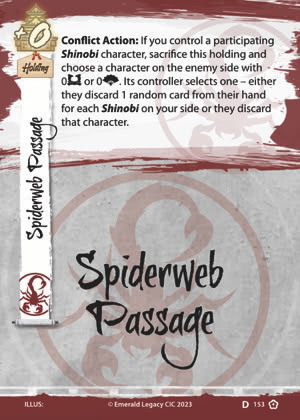 +0
Holding
Conflict Action: If you control a participating
Shinobi character, sacrifice this holding and
choose a character on the enemy side with
0 or 0. Its controller selects one – either
they discard 1 random card from their hand
for each Shinobi on your side or they discard
that character.
Spiderweb Passage
Spiderweb
Passage
ILLUS:
© Emerald Legacy CIC 2023
D 153